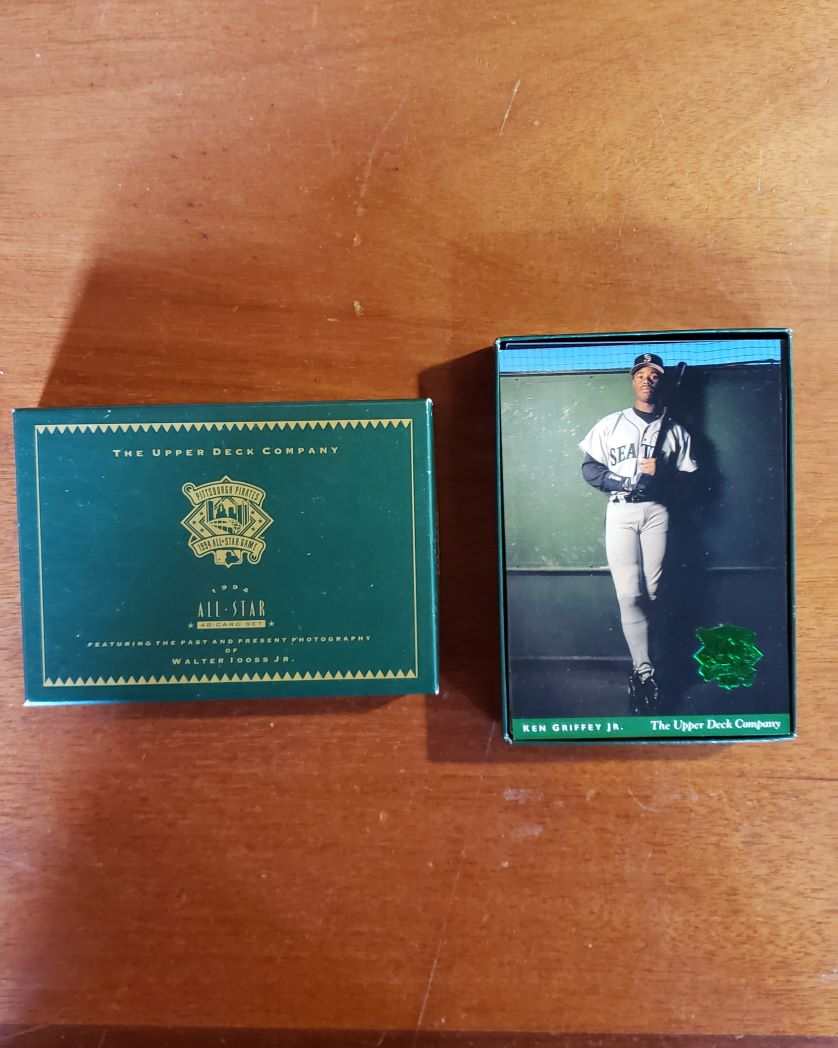 THE UPPER DECK COMPANY
PITTSBURGH PIRATES
1994 ALL-STAR GAME
1994
ALL·STAR
48 CARD SET
FEATURING THE PAST AND PRESENT PHOTOGRAPHY
OF
WALTER IOOSS JR.
S
SEATT
KEN GRIFFEY JR. The Upper Deck Company